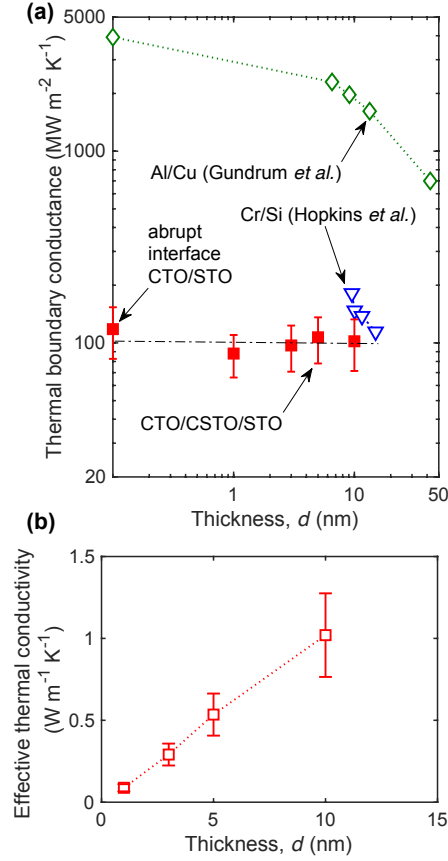 (a)
5000
1000
100
20
Thermal boundary conductance (MW m-2 K-1)
Al/Cu (Gundrum et al.)
Cr/Si (Hopkins et al.)
abrupt
interface
CTO/STO
CTO/CSTO/STO
1
10
50
Thickness, d (nm)
(b)
1.5
1
0.5
0
Effective thermal conductivity
(W m-1 K-1)
0
5
10
15
Thickness, d (nm)